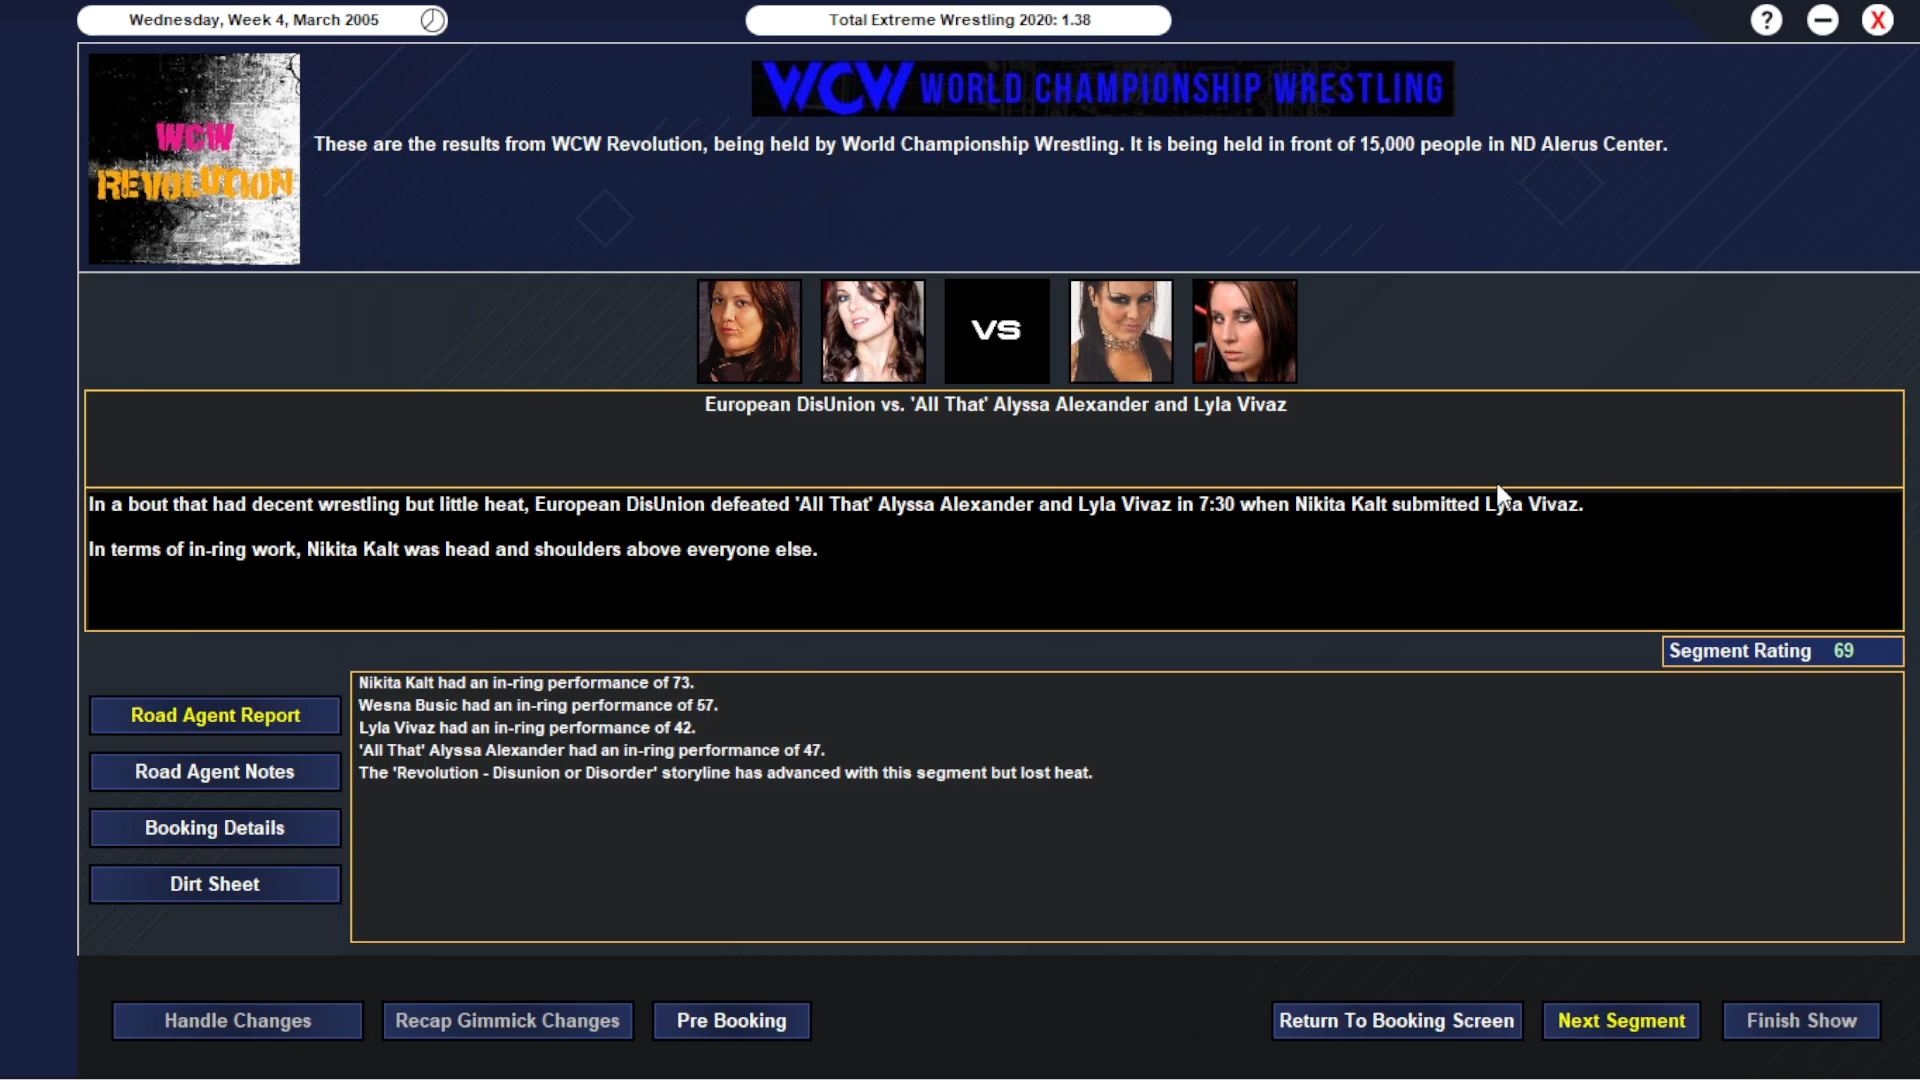 Wednesday, Week 4, March 2005
Total Extreme Wrestling 2020: 1.38
?
X
WCW WORLD CHAMPIONSHIP WRESTLING
WCW
REVOLUTION
These are the results from WCW Revolution, being held by World Championship Wrestling. It is being held in front of 15,000 people in ND Alerus Center.
VS
European DisUnion vs. 'All That' Alyssa Alexander and Lyla Vivaz
In a bout that had decent wrestling but little heat, European DisUnion defeated 'All That' Alyssa Alexander and Lyla Vivaz in 7:30 when Nikita Kalt submitted Lyla Vivaz.
In terms of in-ring work, Nikita Kalt was head and shoulders above everyone else.
Segment Rating 69
Road Agent Report
Road Agent Notes
Booking Details
Dirt Sheet
Nikita Kalt had an in-ring performance of 73.
Wesna Busic had an in-ring performance of 57.
Lyla Vivaz had an in-ring performance of 42.
'All That' Alyssa Alexander had an in-ring performance of 47.
The 'Revolution - Disunion or Disorder' storyline has advanced with this segment but lost heat.
Handle Changes
Recap Gimmick Changes
Pre Booking
Return To Booking Screen
Next Segment
Finish Show